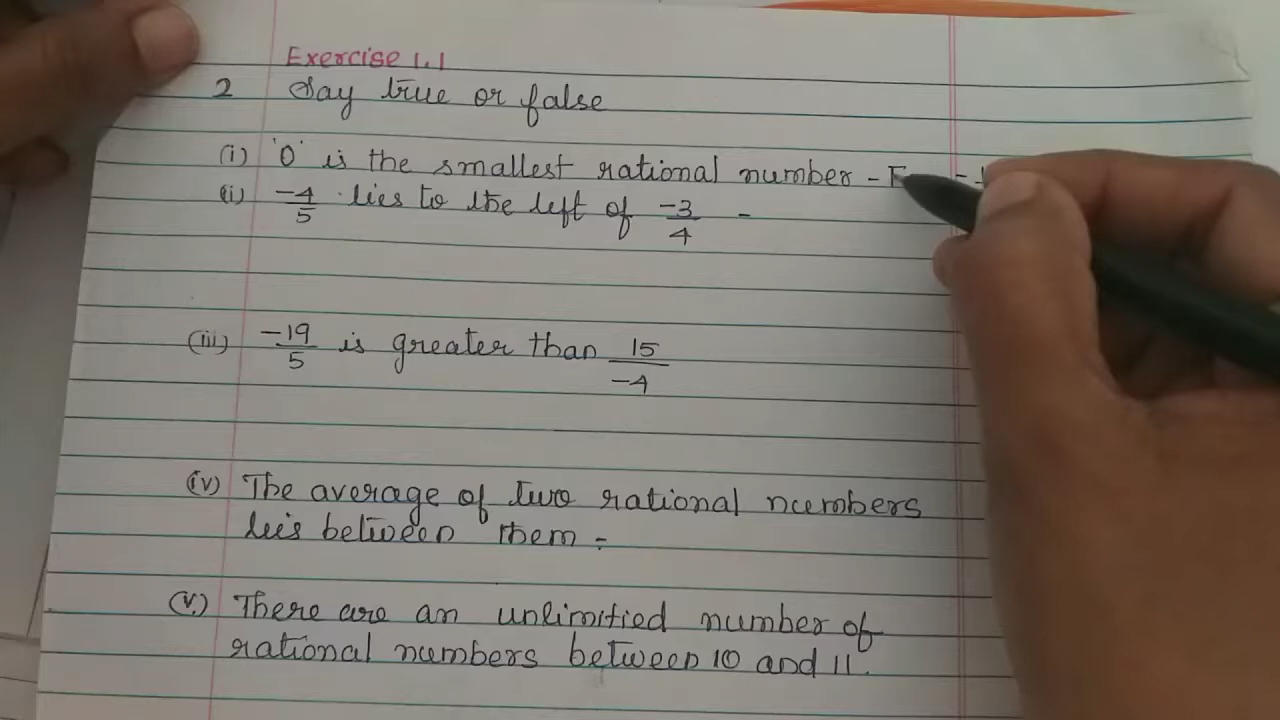 Exercise 1.1
2 Say true or false
(i) '0' is the smallest rational number - F
(i) -4/5 lies to the left of -3/4 -
(iii) -19/5 is greater than 15/-4
(iv) The average of two rational numbers
lies between them -
(v.) There are an unlimitied number of
rational numbers between 10 and 11.